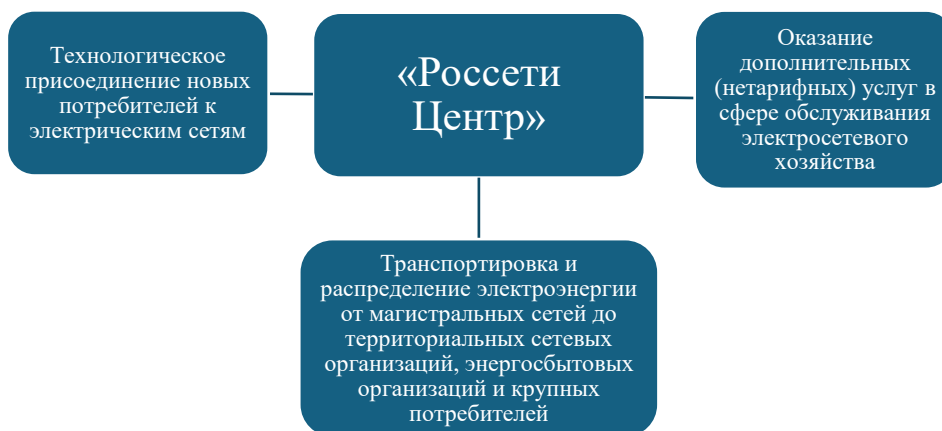 Технологическое
присоединение новых
потребителей к
электрическим сетям
«Россети
Центр»
Оказание
дополнительных
(нетарифных) услуг в
сфере обслуживания
электросетевого
хозяйства
Транспортировка и
распределение электроэнергии
от магистральных сетей до
территориальных сетевых
организаций, энергосбытовых
организаций и крупных
потребителей